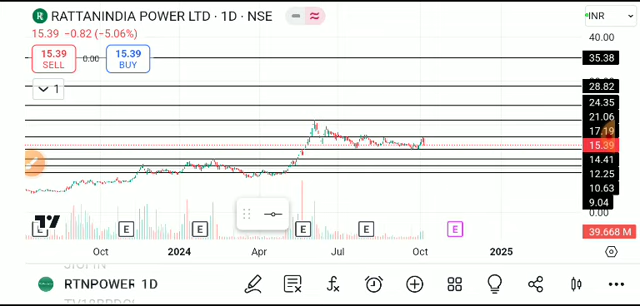 RATTANINDIA POWER LTD · 1D · NSE
INR
15.39 −0.82 (−5.06%)
40.00
15.39 SELL 0.00 15.39 BUY
35.38
1
28.82
24.35
21.06
17.19
15.39
14.41
12.25
10.63
9.04
0.00
E E E E E E
39.668 M
Oct 2024 Apr Jul Oct 2025
RTNPOWER 1D